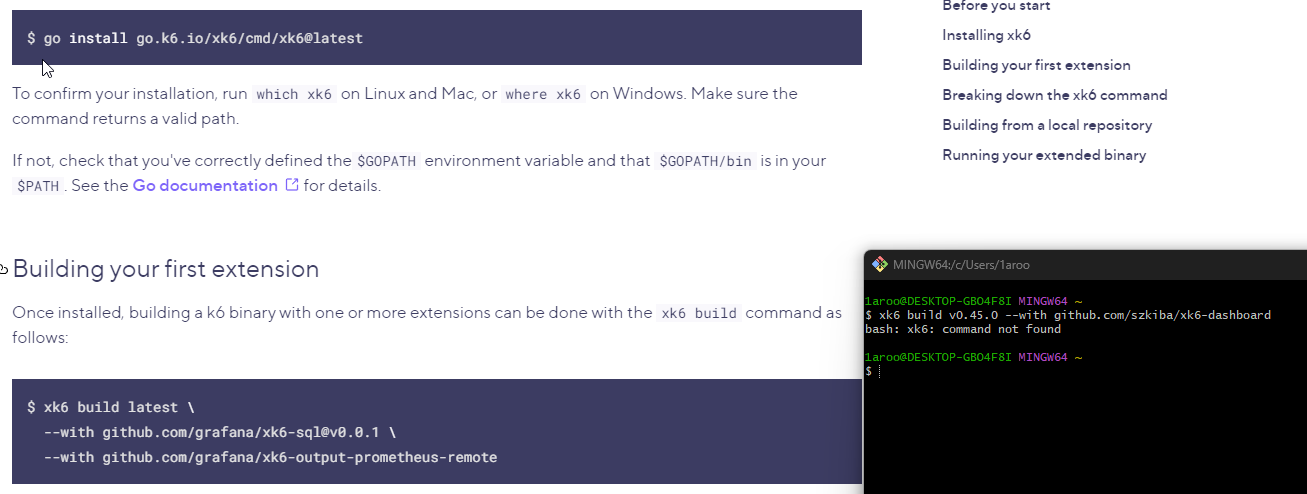 $ go install go.k6.io/xk6/cmd/xk6@latest
To confirm your installation, run which xk6 on Linux and Mac, or where xk6 on Windows. Make sure the
command returns a valid path.
If not, check that you've correctly defined the $GOPATH environment variable and that $GOPATH/bin is in your
$PATH . See the Go documentation for details.
Building your first extension
Once installed, building a k6 binary with one or more extensions can be done with the xk6 build command as
follows:
$ xk6 build latest \
--with github.com/grafana/xk6-sql@v0.0.1 \
--with github.com/grafana/xk6-output-prometheus-remote
Before you start
Installing xk6
Building your first extension
Breaking down the xk6 command
Building from a local repository
Running your extended binary
MINGW64:/c/Users/1aroo
1aroo@DESKTOP-GBO4F8I MINGW64 ~
$ xk6 build v0.45.0 --with github.com/szkiba/xk6-dashboard
bash: xk6: command not found
1aroo@DESKTOP-GBO4F8I MINGW64 ~
$